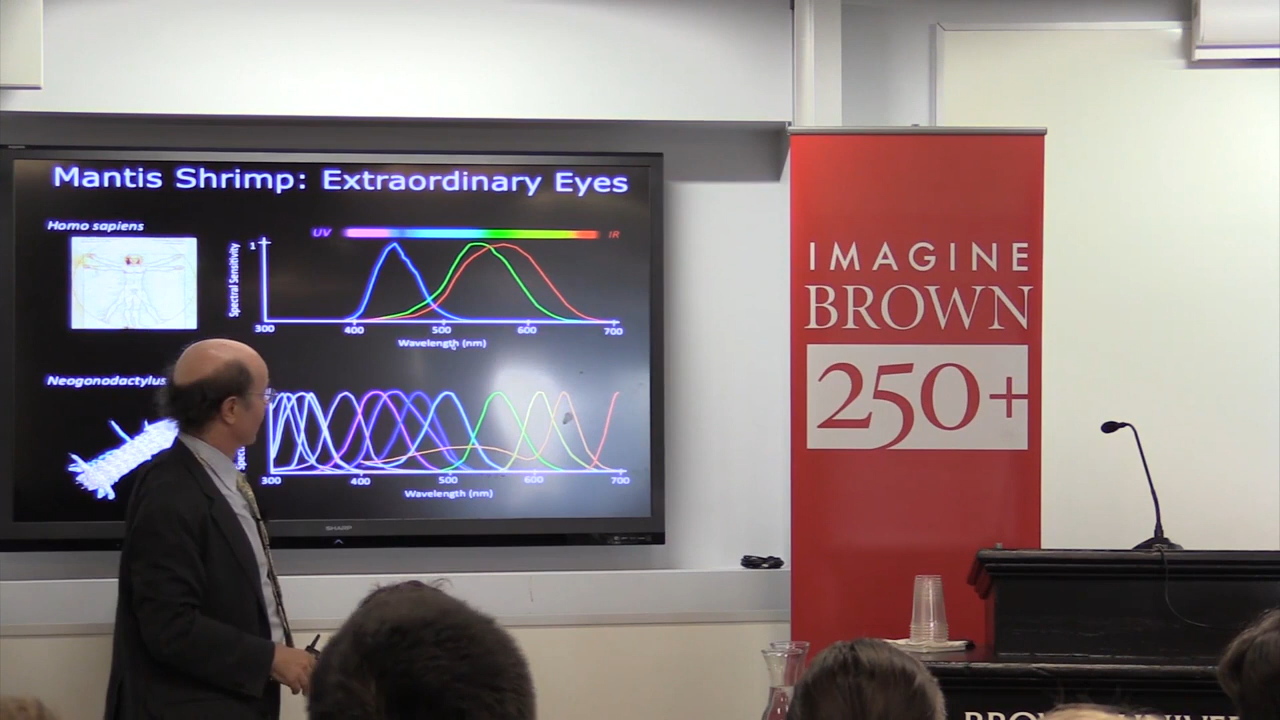 Mantis Shrimp: Extraordinary Eyes
Homo sapiens
UV
IR
Spectral Sensitivity
1
300 400 500 600 700
Wavelength (nm)
Neogonodactylus
300 400 500 600 700
Wavelength (nm)
SHARP
IMAGINE
BROWN
250+